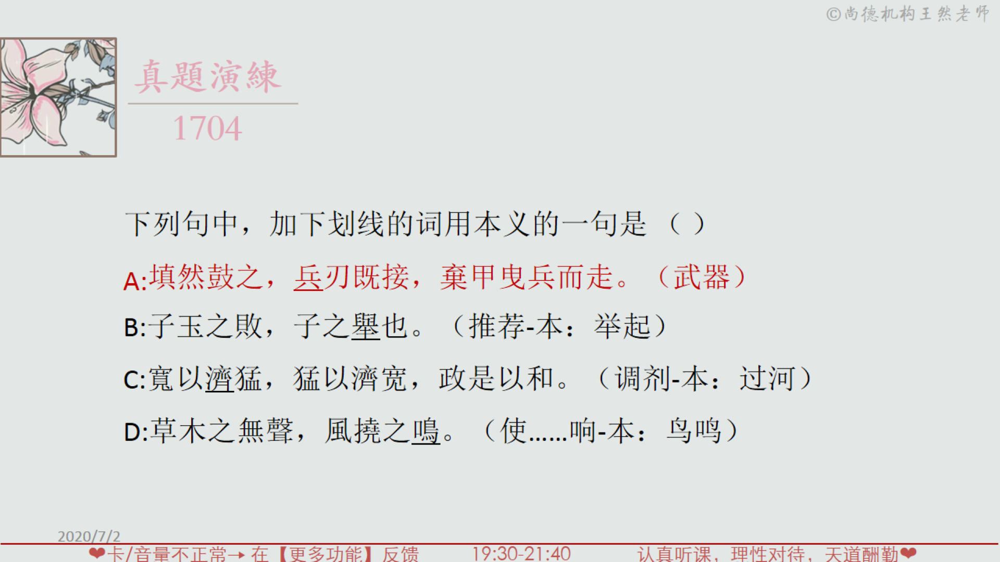 ©尚德机构王然老师
真題演練
1704
下列句中，加下划线的词用本义的一句是 （ ）
A:填然鼓之，兵刃既接，棄甲曳兵而走。（武器）
B:子玉之敗，子之舉也。（推荐-本：举起）
C:寬以濟猛，猛以濟宽，政是以和。（调剂-本：过河）
D:草木之無聲，風撓之鳴。（使……响-本：鸟鸣）
2020/7/2
❤卡/音量不正常→ 在【更多功能】反馈 19:30-21:40 认真听课，理性对待，天道酬勤❤